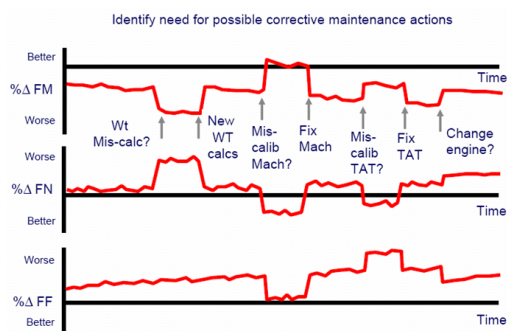 Identify need for possible corrective maintenance actions
Better
Time
%Δ FM
Worse
Wt
Mis-calc?
New
WT
calcs
Mis-
calib
Mach?
Fix
Mach
Mis-
calib
TAT?
Fix
TAT
Change
engine?
Worse
%Δ FN
Better
Time
Worse
%Δ FF
Better
Time